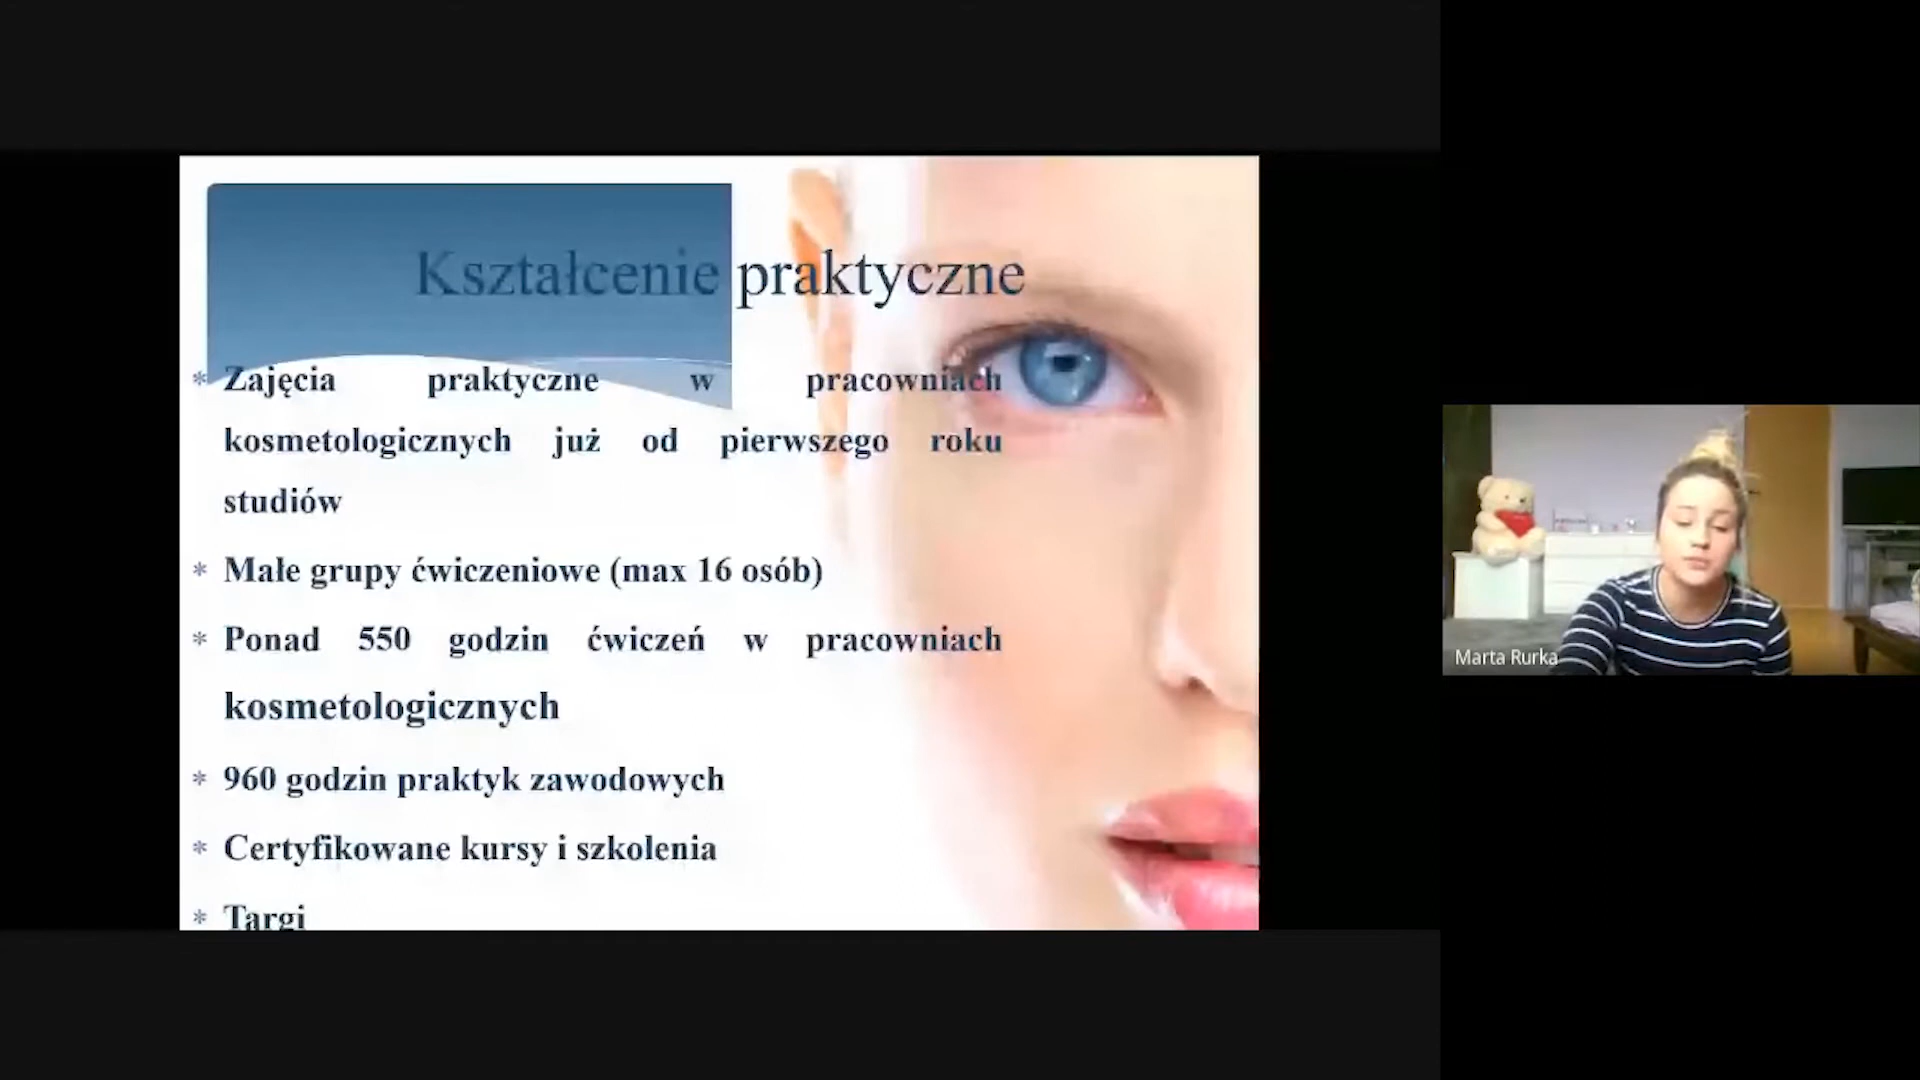 Kształcenie praktyczne
* Zajęcia praktyczne w pracowniach
kosmetologicznych już od pierwszego roku
studiów
* Małe grupy ćwiczeniowe (max 16 osób)
* Ponad 550 godzin ćwiczeń w pracowniach
kosmetologicznych
* 960 godzin praktyk zawodowych
* Certyfikowane kursy i szkolenia
* Targi
Marta Rurka